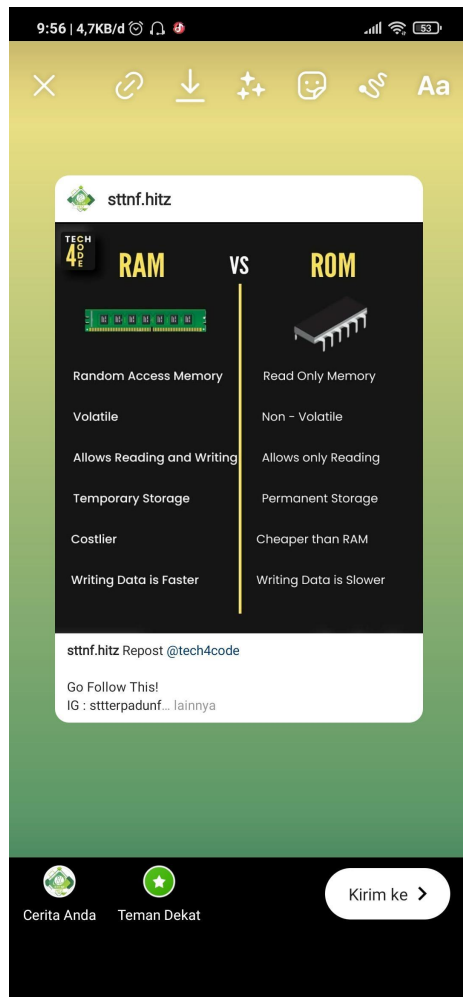 9:56 | 4,7KB/d
53
Aa
sttnf.hitz
TECH
4CODE
RAM VS ROM
Random Access Memory
Read Only Memory
Volatile
Non - Volatile
Allows Reading and Writing
Allows only Reading
Temporary Storage
Permanent Storage
Costlier
Cheaper than RAM
Writing Data is Faster
Writing Data is Slower
sttnf.hitz Repost @tech4code
Go Follow This!
IG : sttterpadunf... lainnya
Cerita Anda
Teman Dekat
Kirim ke